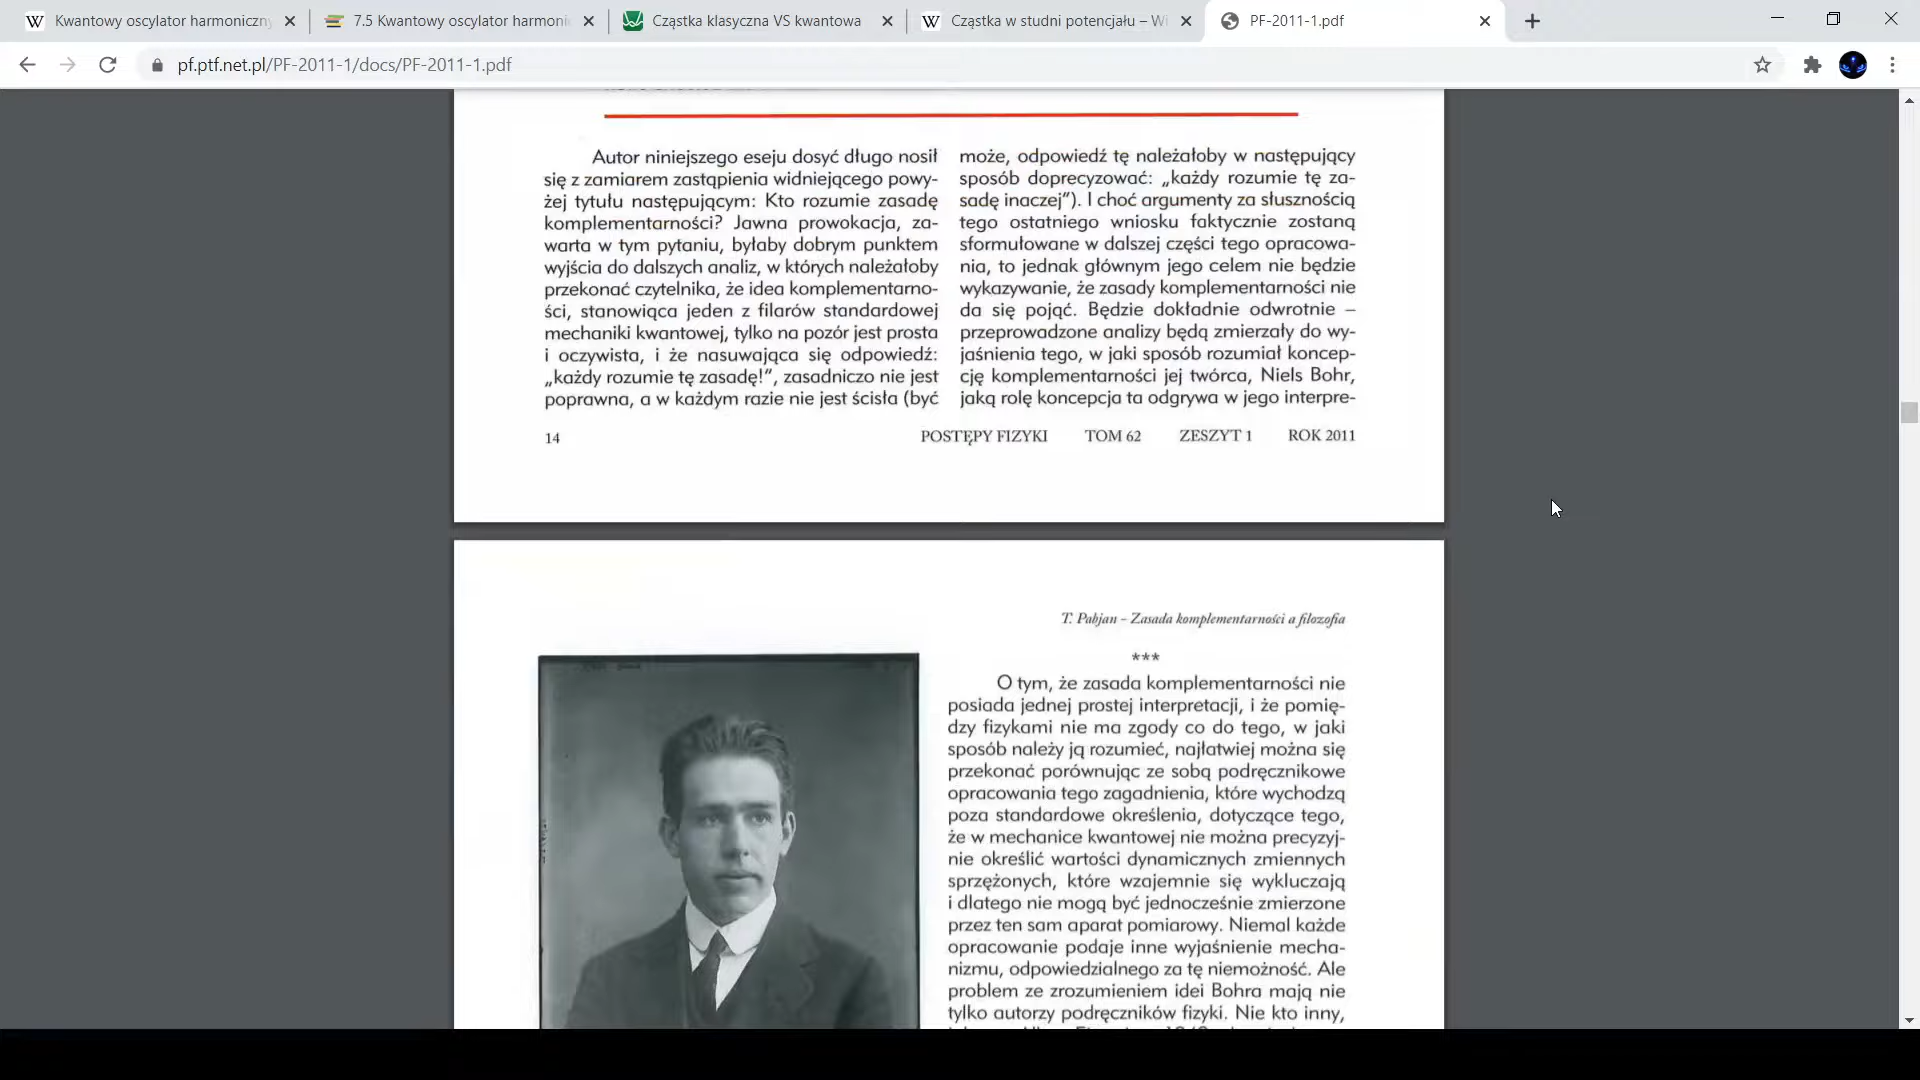 Kwantowy oscylator harmoniczny
7.5 Kwantowy oscylator harmoni
Cząstka klasyczna VS kwantowa
Cząstka w studni potencjału – Wi
PF-2011-1.pdf
pf.ptf.net.pl/PF-2011-1/docs/PF-2011-1.pdf
Autor niniejszego eseju dosyć długo nosił
się z zamiarem zastąpienia widniejącego powy-
żej tytułu następującym: Kto rozumie zasadę
komplementarności? Jawna prowokacja, za-
warta w tym pytaniu, byłaby dobrym punktem
wyjścia do dalszych analiz, w których należałoby
przekonać czytelnika, że idea komplementarno-
ści, stanowiąca jeden z filarów standardowej
mechaniki kwantowej, tylko na pozór jest prosta
i oczywista, i że nasuwająca się odpowiedź:
„każdy rozumie tę zasadę!”, zasadniczo nie jest
poprawna, a w każdym razie nie jest ścisła (być
może, odpowiedź tę należałoby w następujący
sposób doprecyzować: „każdy rozumie tę za-
sadę inaczej”). I choć argumenty za słusznością
tego ostatniego wniosku faktycznie zostaną
sformułowane w dalszej części tego opracowa-
nia, to jednak głównym jego celem nie będzie
wykazywanie, że zasady komplementarności nie
da się pojąć. Będzie dokładnie odwrotnie –
przeprowadzone analizy będą zmierzały do wy-
jaśnienia tego, w jaki sposób rozumiał koncep-
cję komplementarności jej twórca, Niels Bohr,
jaką rolę koncepcja ta odgrywa w jego interpre-
14 POSTĘPY FIZYKI TOM 62 ZESZYT 1 ROK 2011
T. Pabjan – Zasada komplementarności a filozofia
***
O tym, że zasada komplementarności nie
posiada jednej prostej interpretacji, i że pomię-
dzy fizykami nie ma zgody co do tego, w jaki
sposób należy ją rozumieć, najłatwiej można się
przekonać porównując ze sobą podręcznikowe
opracowania tego zagadnienia, które wychodzą
poza standardowe określenia, dotyczące tego,
że w mechanice kwantowej nie można precyzyj-
nie określić wartości dynamicznych zmiennych
sprzężonych, które wzajemnie się wykluczają
i dlatego nie mogą być jednocześnie zmierzone
przez ten sam aparat pomiarowy. Niemal każde
opracowanie podaje inne wyjaśnienie mecha-
nizmu, odpowiedzialnego za tę niemożność. Ale
problem ze zrozumieniem idei Bohra mają nie
tylko autorzy podręczników fizyki. Nie kto inny,